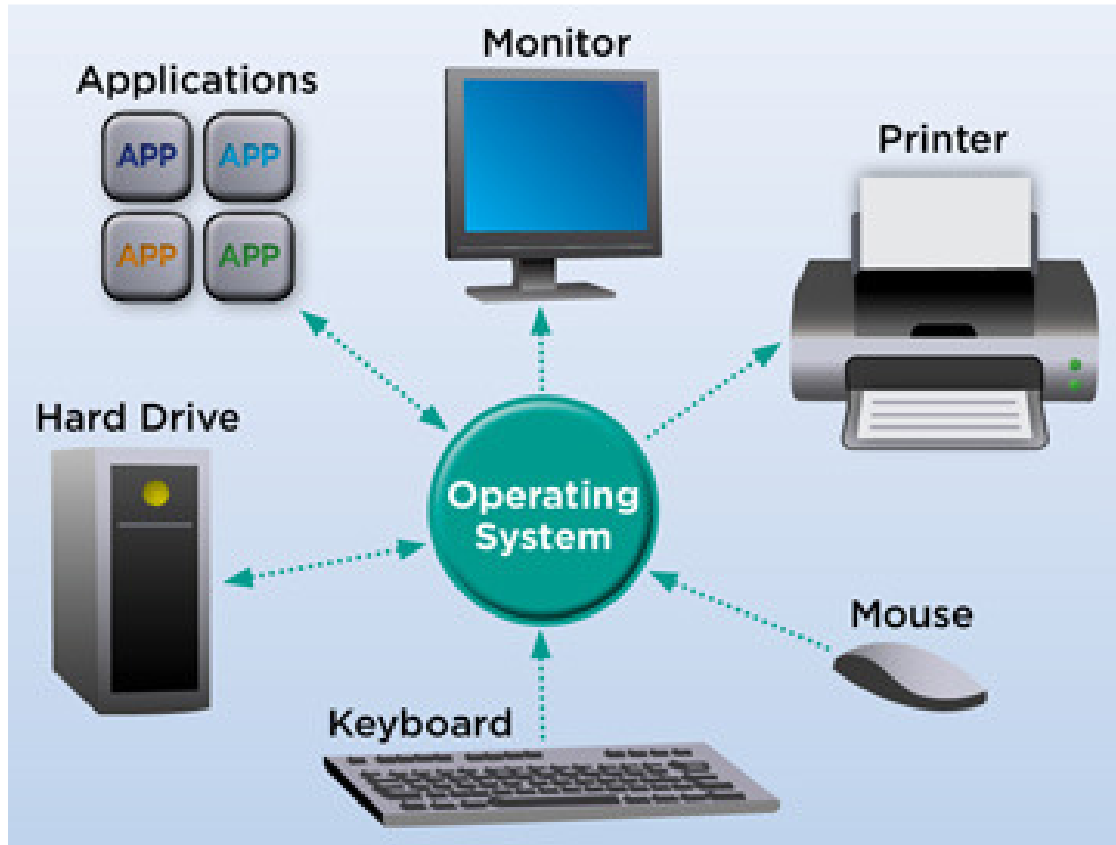 Monitor
Applications
APP APP
APP APP
Printer
Hard Drive
Operating
System
Mouse
Keyboard